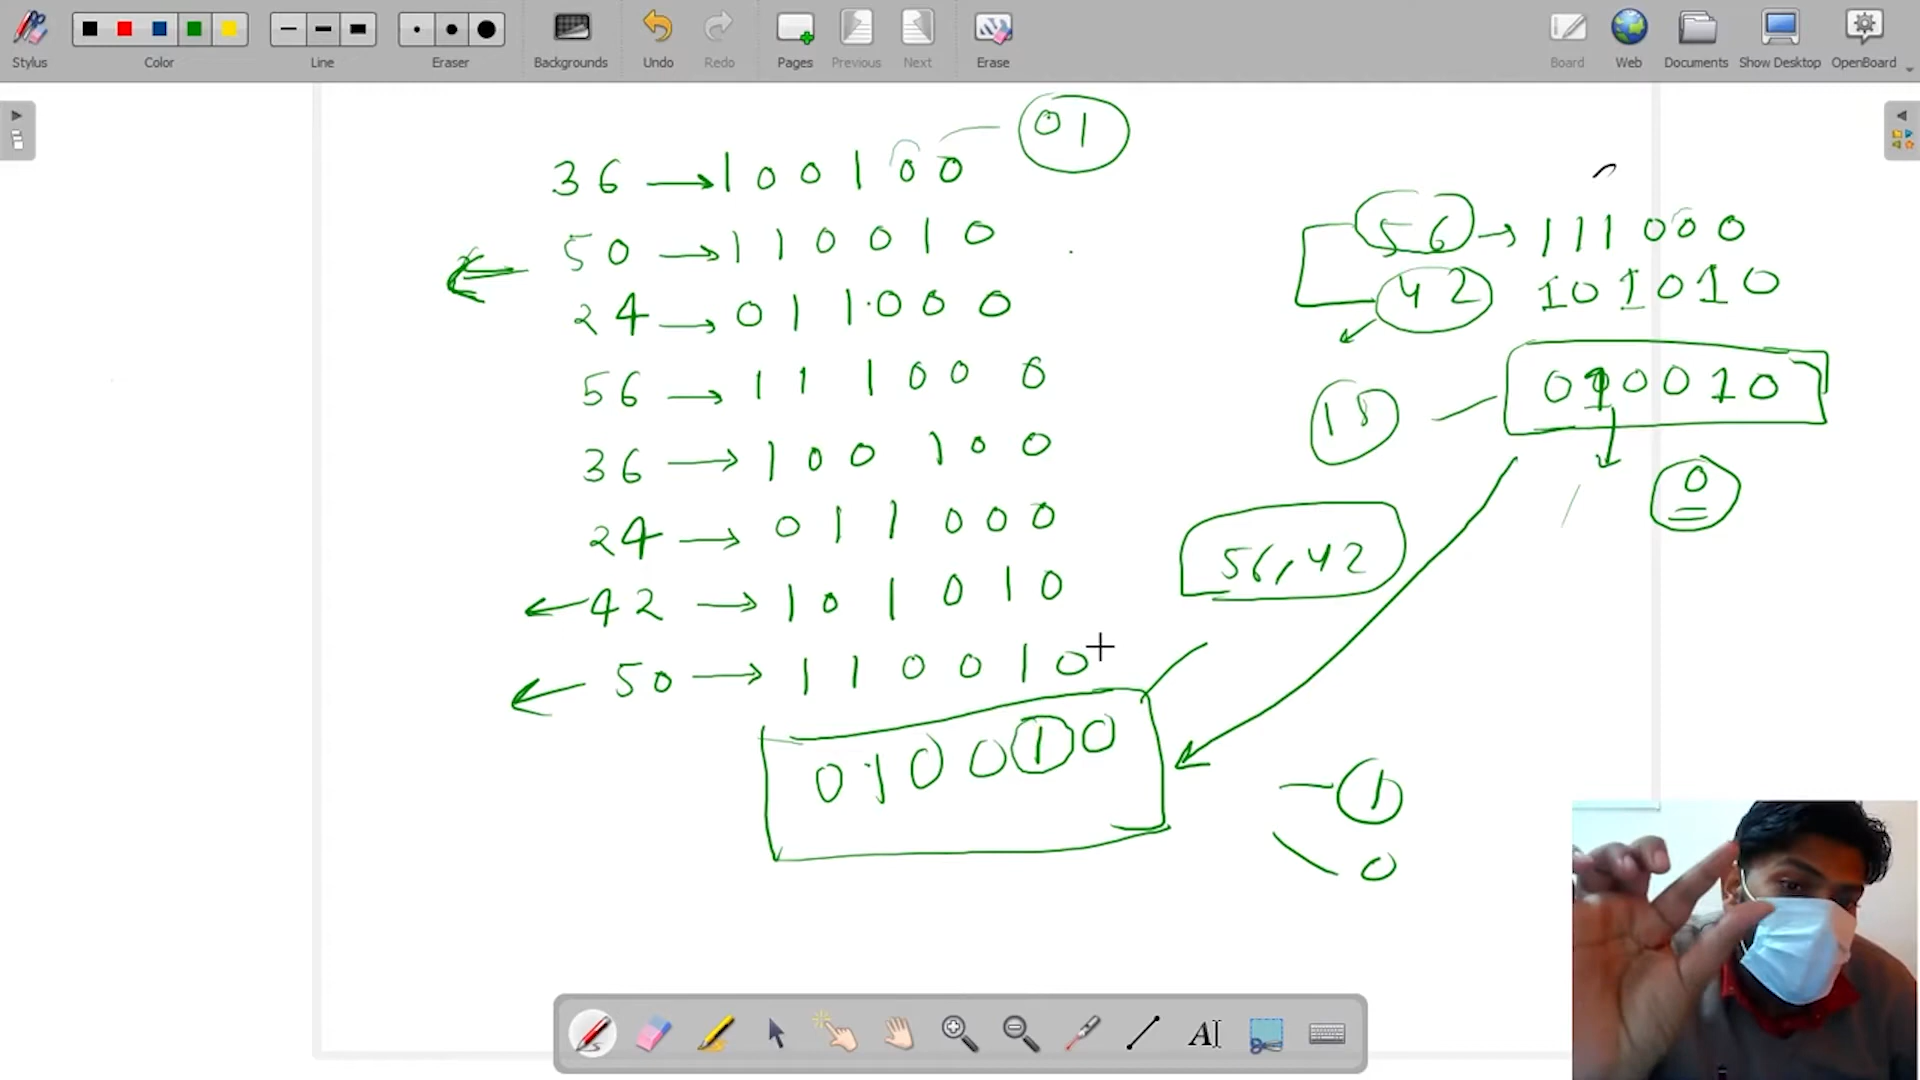 Stylus
Color
Line
Eraser
Backgrounds
Undo
Redo
Pages
Previous
Next
Erase
Board
Web
Documents
Show Desktop
OpenBoard
36 → 100100 01
50 → 110010
24 → 011000
56 → 111000
36 → 100100
24 → 011000
42 → 101010
50 → 110010
010010
56 → 111000
42 101010
010010
18
0
56,42
1
0
AI